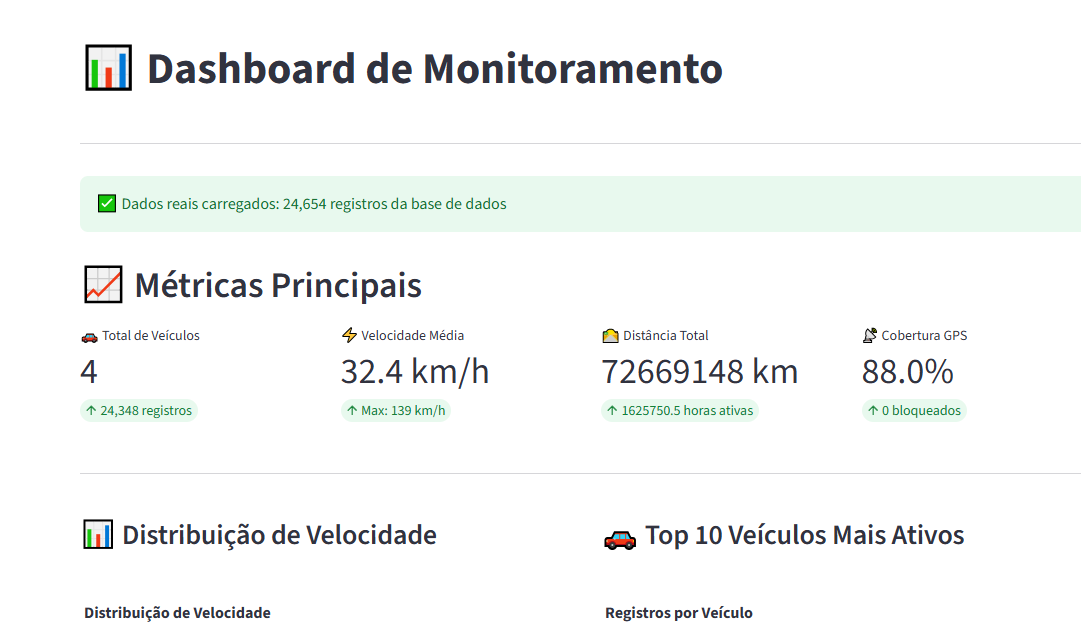 Dashboard de Monitoramento
Dados reais carregados: 24,654 registros da base de dados
Métricas Principais
Total de Veículos
4
↑ 24,348 registros
Velocidade Média
32.4 km/h
↑ Max: 139 km/h
Distância Total
72669148 km
↑ 1625750.5 horas ativas
Cobertura GPS
88.0%
↑ 0 bloqueados
Distribuição de Velocidade
Distribuição de Velocidade
Top 10 Veículos Mais Ativos
Registros por Veículo